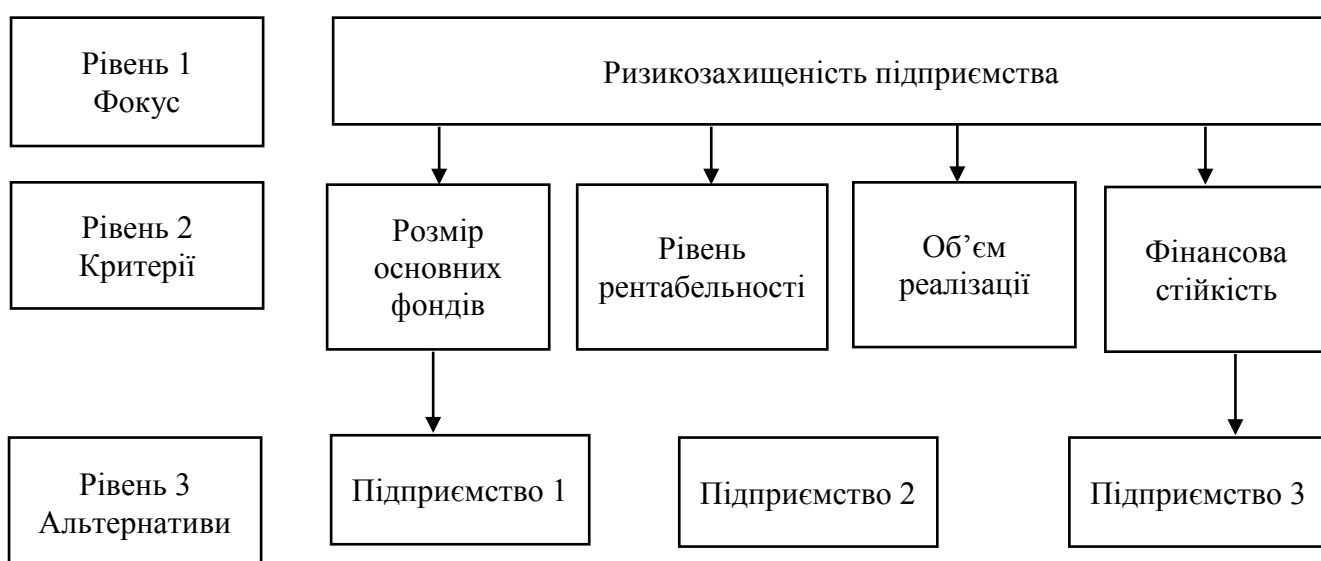 Рівень 1
Фокус
Ризикозахищеність підприємства
Рівень 2
Критерії
Розмір
основних
фондів
Рівень
рентабельності
Об’єм
реалізації
Фінансова
стійкість
Рівень 3
Альтернативи
Підприємство 1
Підприємство 2
Підприємство 3